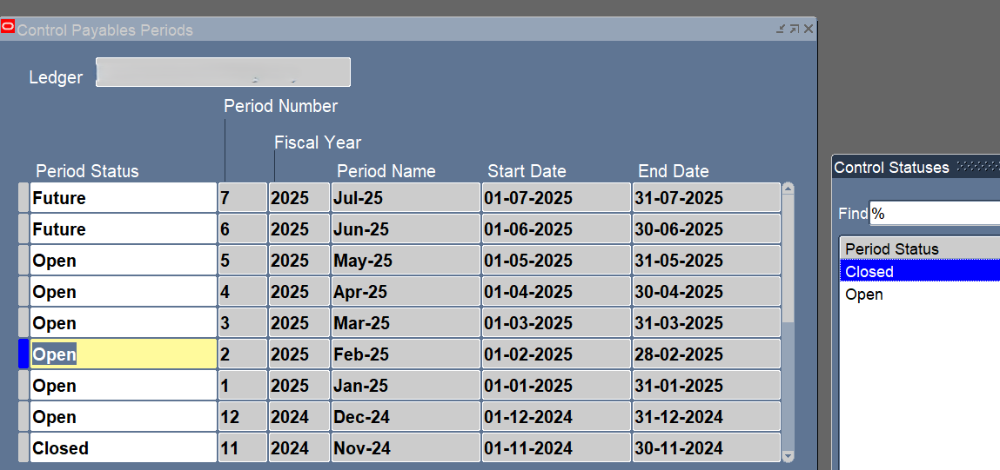 Control Payables Periods
Ledger
Period Number
Fiscal Year
Period Status Period Name Start Date End Date
Future 7 2025 Jul-25 01-07-2025 31-07-2025
Future 6 2025 Jun-25 01-06-2025 30-06-2025
Open 5 2025 May-25 01-05-2025 31-05-2025
Open 4 2025 Apr-25 01-04-2025 30-04-2025
Open 3 2025 Mar-25 01-03-2025 31-03-2025
Open 2 2025 Feb-25 01-02-2025 28-02-2025
Open 1 2025 Jan-25 01-01-2025 31-01-2025
Open 12 2024 Dec-24 01-12-2024 31-12-2024
Closed 11 2024 Nov-24 01-11-2024 30-11-2024
Control Statuses
Find %
Period Status
Closed
Open